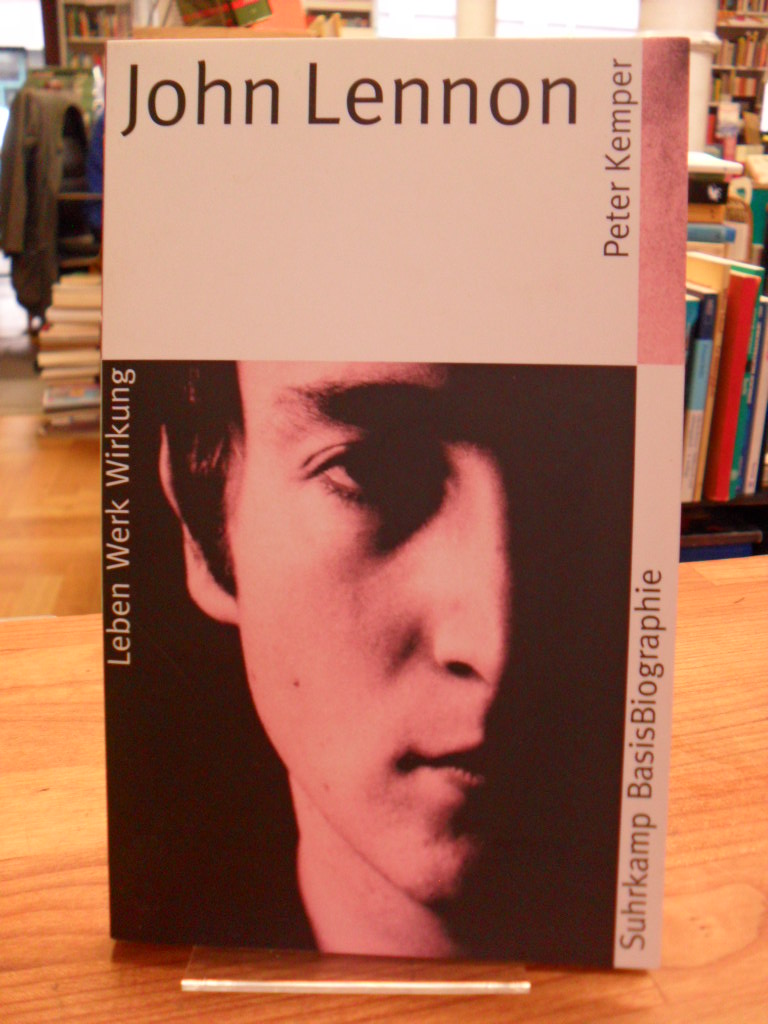 John Lennon
Peter Kemper
Leben Werk Wirkung
Suhrkamp BasisBiographie